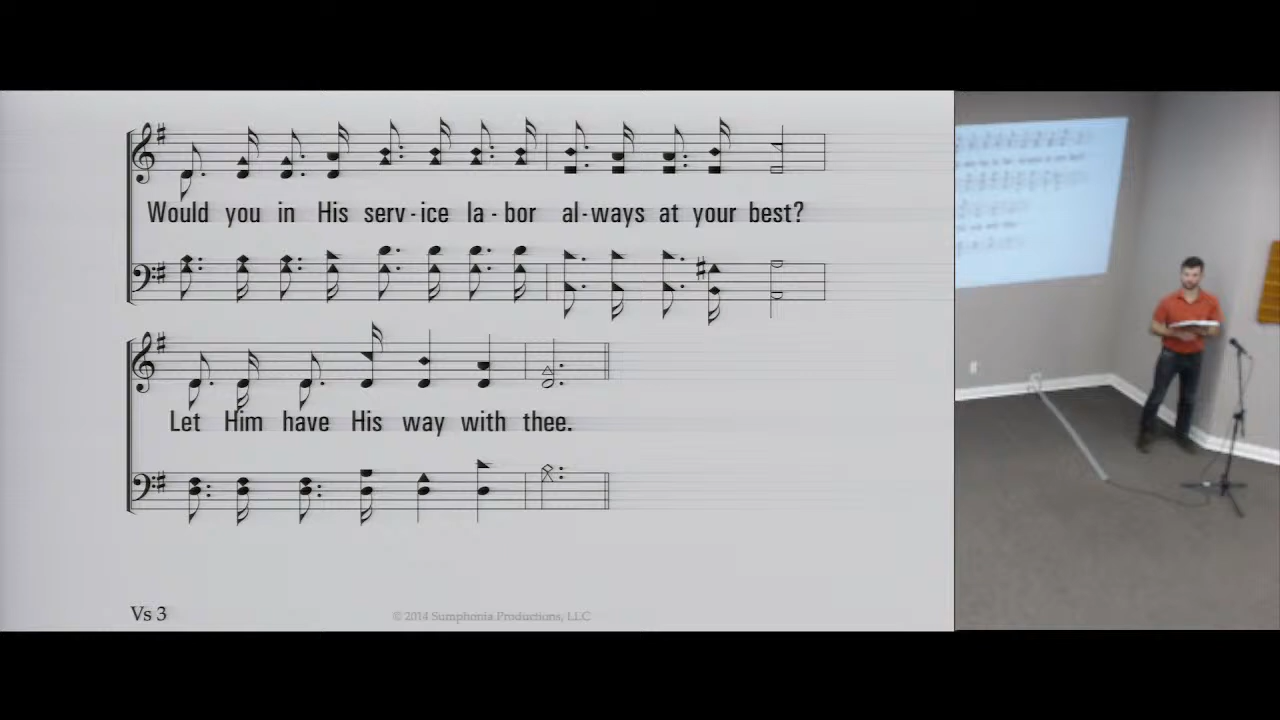 Would you in His serv - ice la - bor al - ways at your best?
Let Him have His way with thee.
Vs 3
© 2014 Sumphonia Productions, LLC